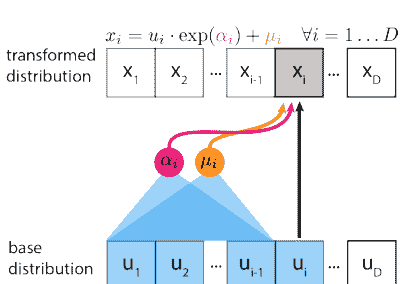 x_i = u_i · exp(α_i) + μ_i ∀i = 1 … D
transformed distribution
x_1 x_2 ... x_{i-1} x_i ... x_D
α_i μ_i
base distribution
u_1 u_2 ... u_{i-1} u_i ... u_D